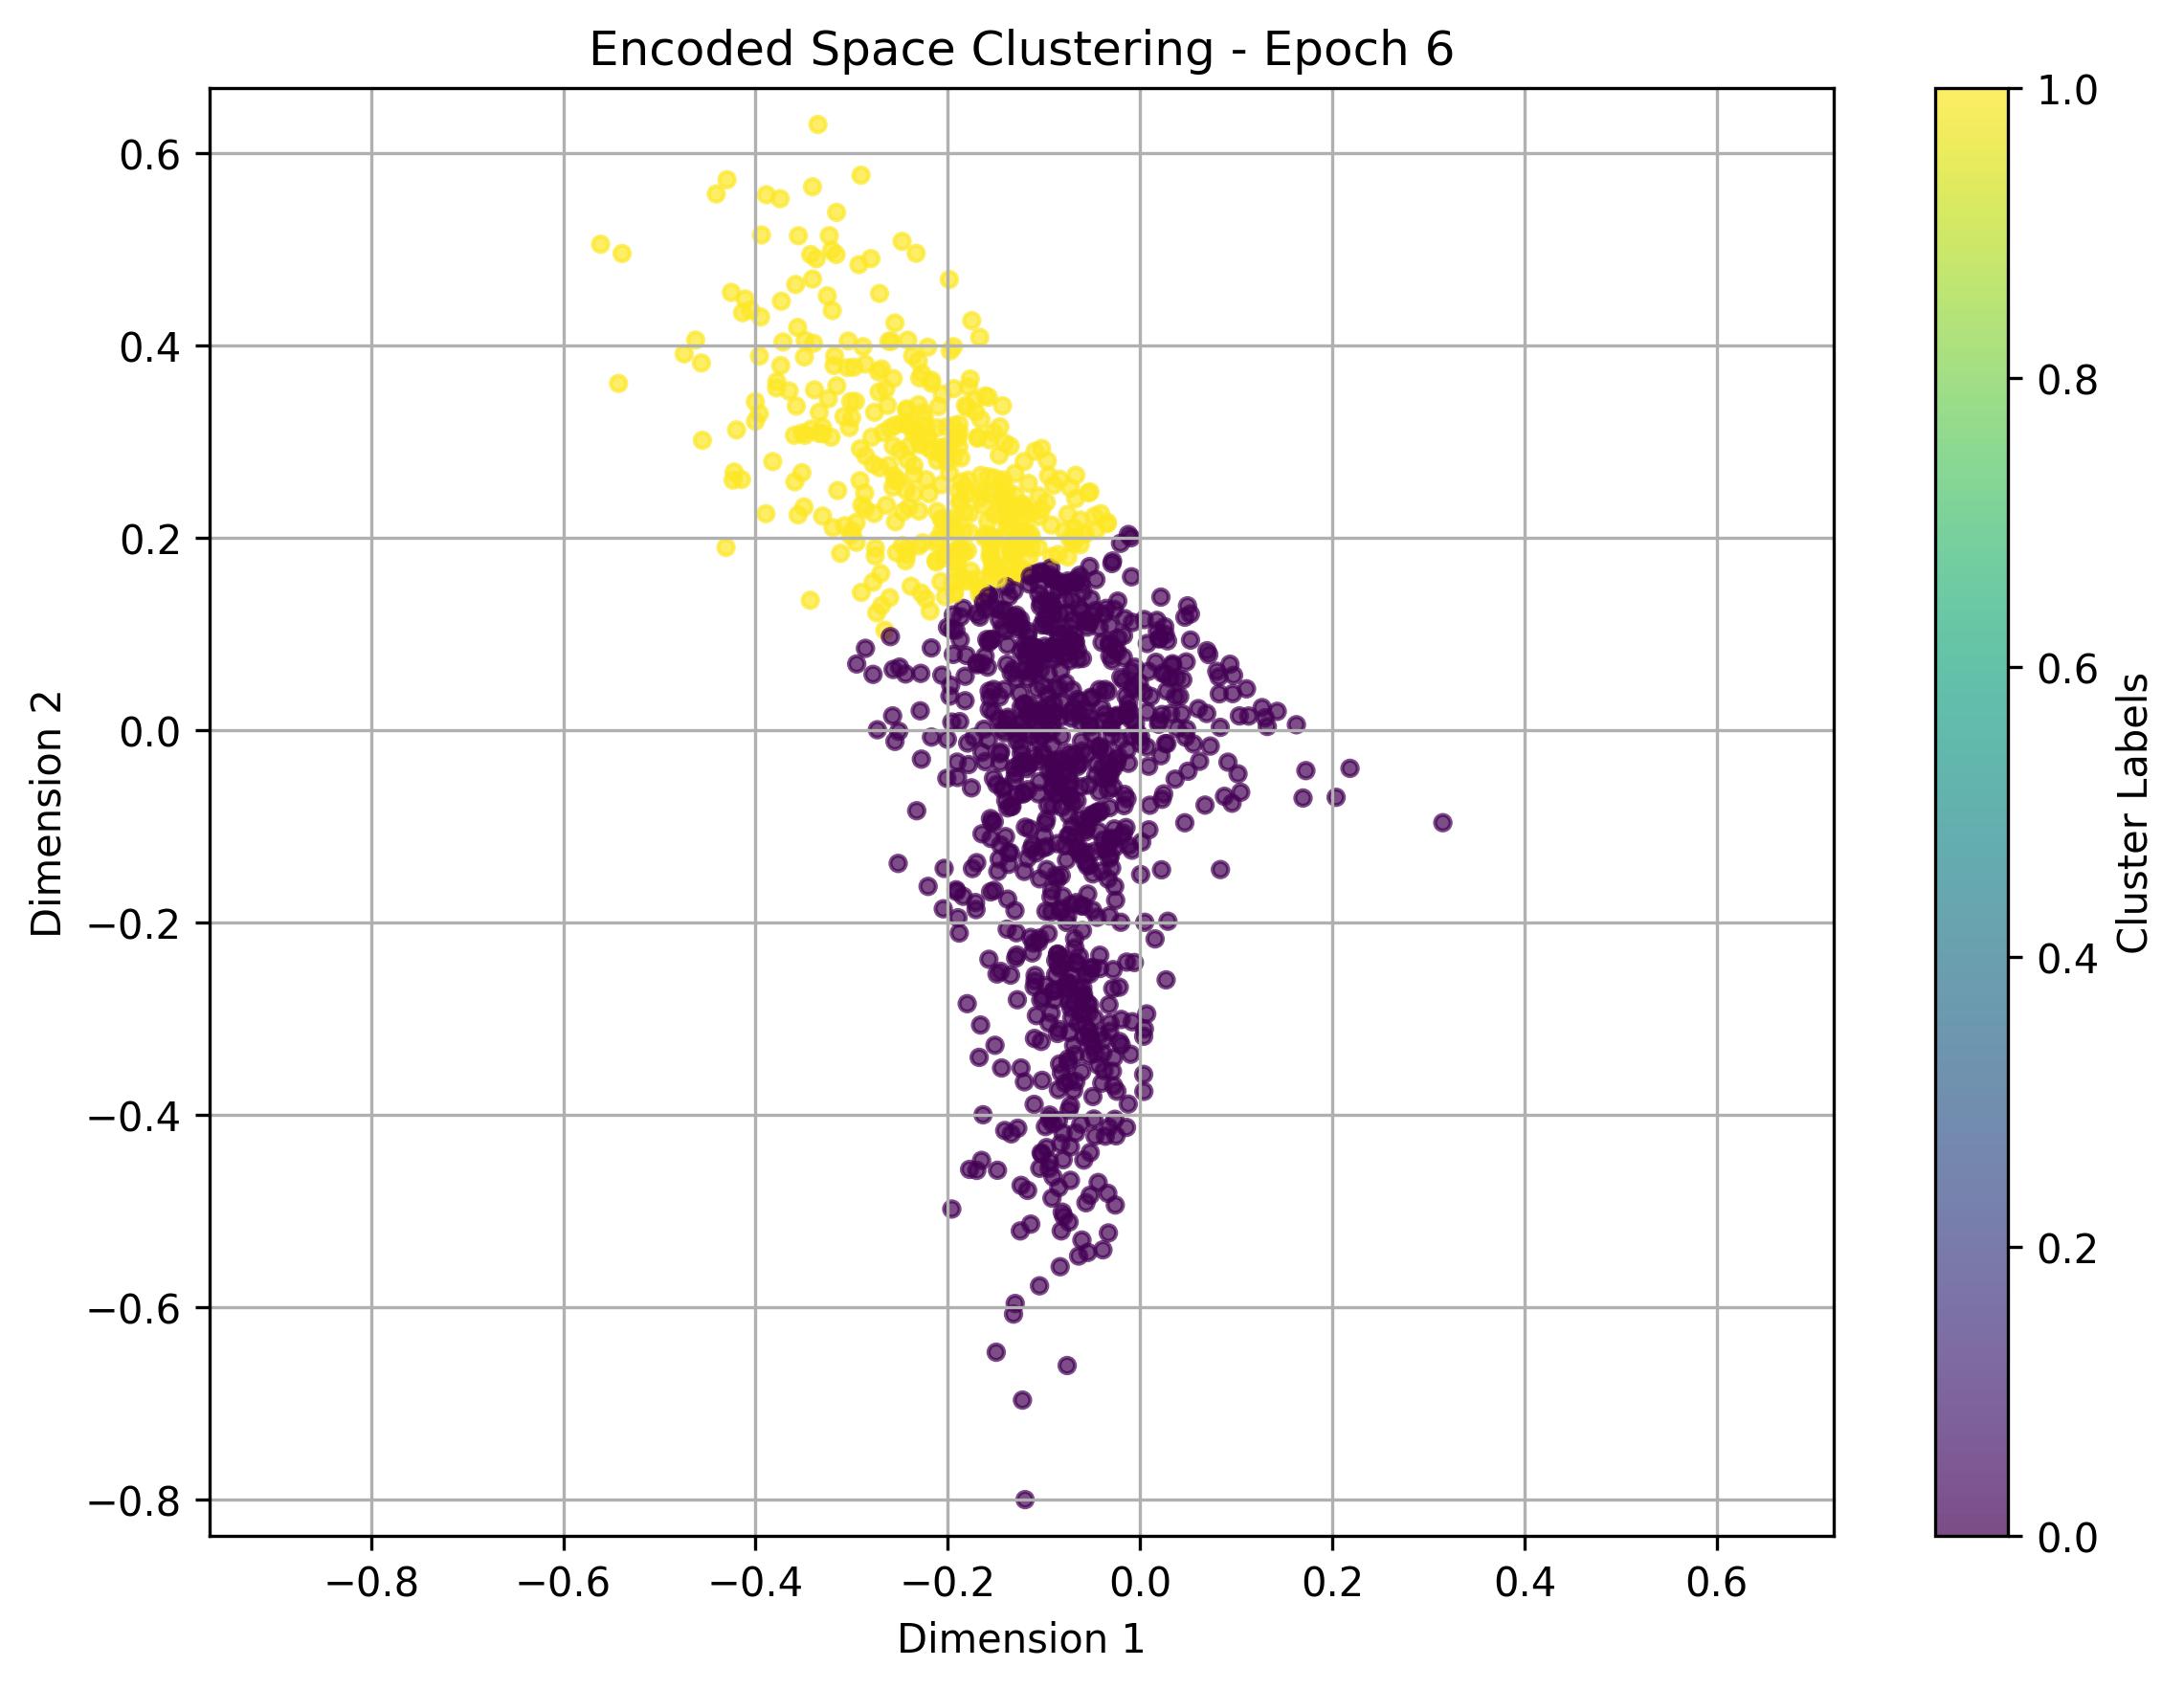 Encoded Space Clustering - Epoch 6
Dimension 2
0.6
0.4
0.2
0.0
−0.2
−0.4
−0.6
−0.8
−0.8 −0.6 −0.4 −0.2 0.0 0.2 0.4 0.6
Dimension 1
1.0
0.8
0.6
0.4
0.2
0.0
Cluster Labels